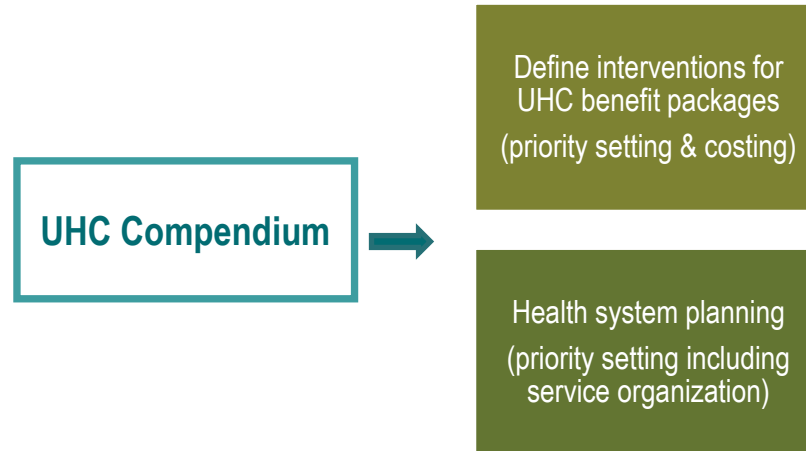 UHC Compendium
Define interventions for
UHC benefit packages
(priority setting & costing)
Health system planning
(priority setting including
service organization)